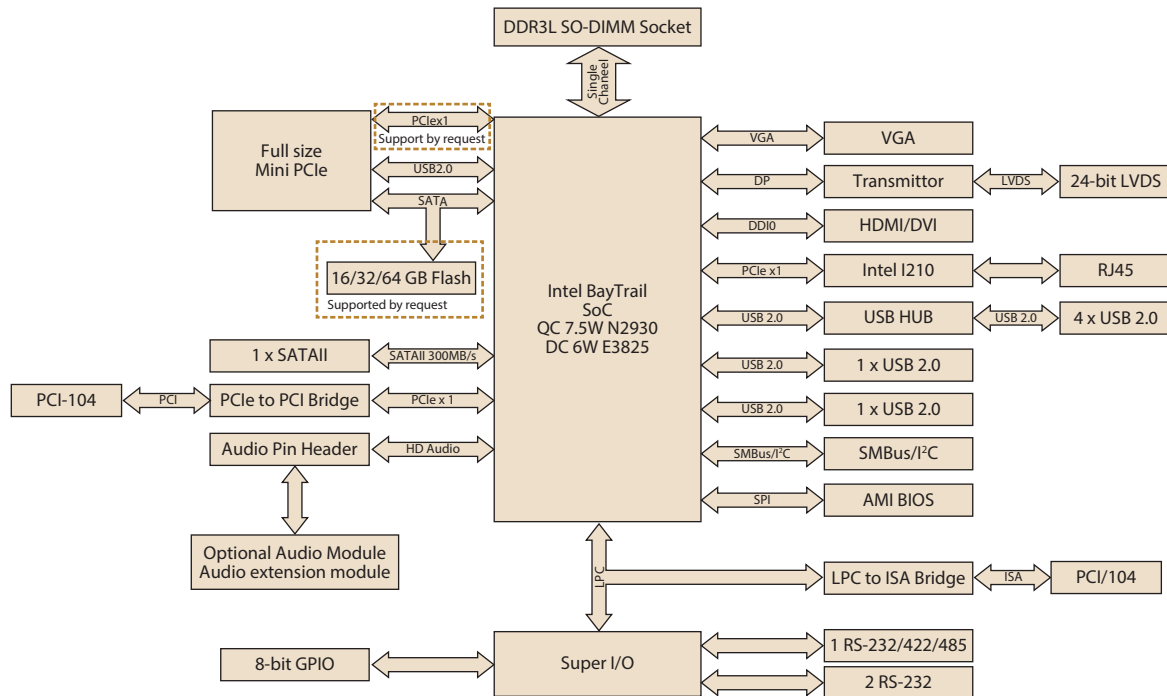 DDR3L SO-DIMM Socket
Single
Channeel
Full size
Mini PCIe
PCIex1
Support by request
USB2.0
SATA
16/32/64 GB Flash
Supported by request
1 x SATAII
SATAII 300MB/s
PCI-104
PCI
PCIe to PCI Bridge
PCIe x 1
Audio Pin Header
HD Audio
Optional Audio Module
Audio extension module
Intel BayTrail
SoC
QC 7.5W N2930
DC 6W E3825
VGA
VGA
DP
Transmittor
LVDS
24-bit LVDS
DDI0
HDMI/DVI
PCIe x1
Intel I210
RJ45
USB 2.0
USB HUB
USB 2.0
4 x USB 2.0
USB 2.0
1 x USB 2.0
USB 2.0
1 x USB 2.0
SMBus/I²C
SMBus/I²C
SPI
AMI BIOS
LPC
LPC to ISA Bridge
ISA
PCI/104
8-bit GPIO
Super I/O
1 RS-232/422/485
2 RS-232